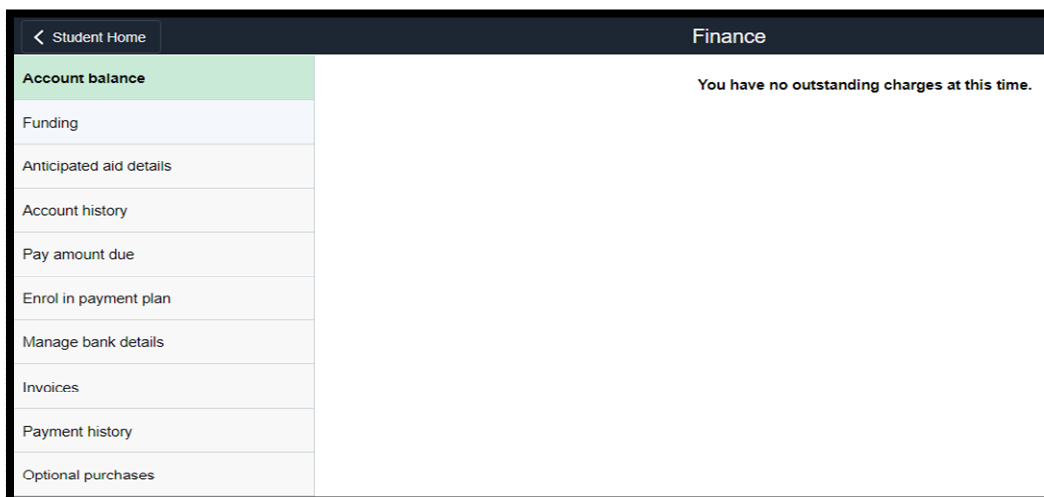 Student Home
Finance
Account balance
You have no outstanding charges at this time.
Funding
Anticipated aid details
Account history
Pay amount due
Enrol in payment plan
Manage bank details
Invoices
Payment history
Optional purchases